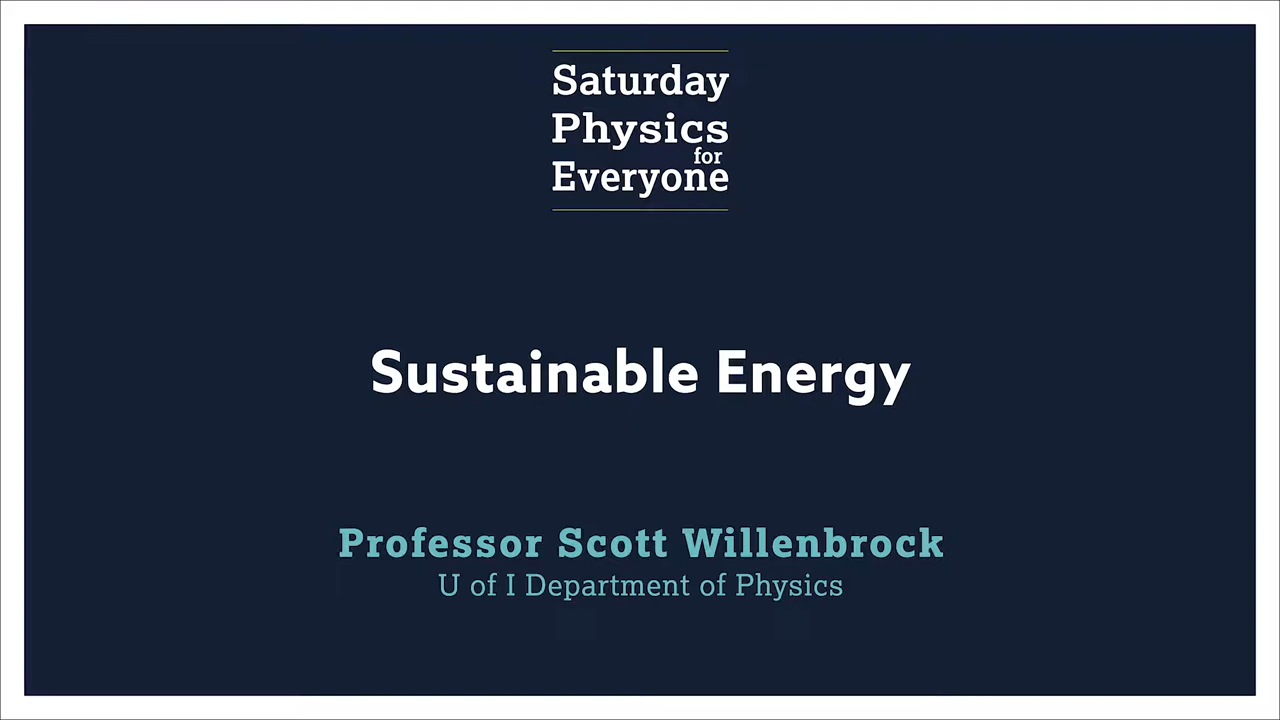 Saturday
Physics
for
Everyone
Sustainable Energy
Professor Scott Willenbrock
U of I Department of Physics